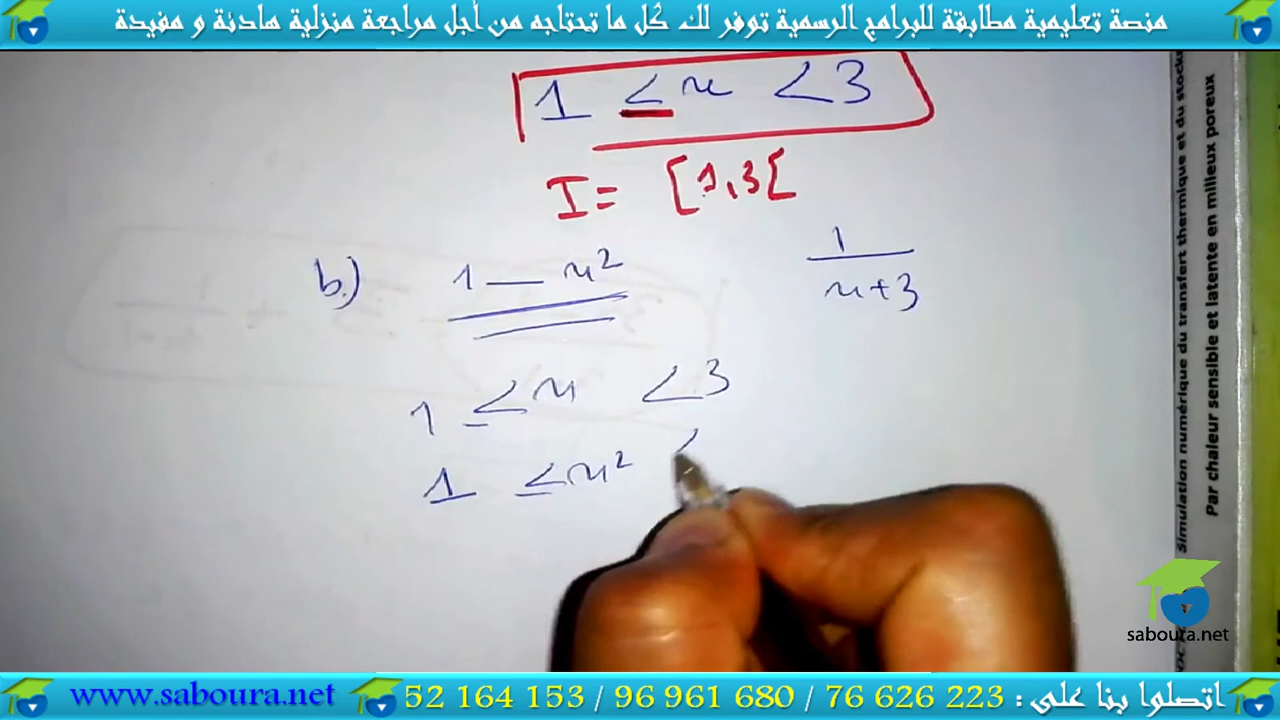 منصة تعليمية مطابقة للبرامج الرسمية توفر لك كل ما تحتاجه من أجل مراجعة منزلية هادئة و مفيدة
1 ≤ x < 3
I = [1,3[
b.) 1 - x² 1/(x+3)
1 ≤ x < 3
1 ≤ x² <
Simulation numérique du transfert thermique et du stock
Par chaleur sensible et latente en milieux poreux
saboura.net
www.saboura.net 52 164 153 / 96 961 680 / 76 626 223 : اتصلوا بنا على